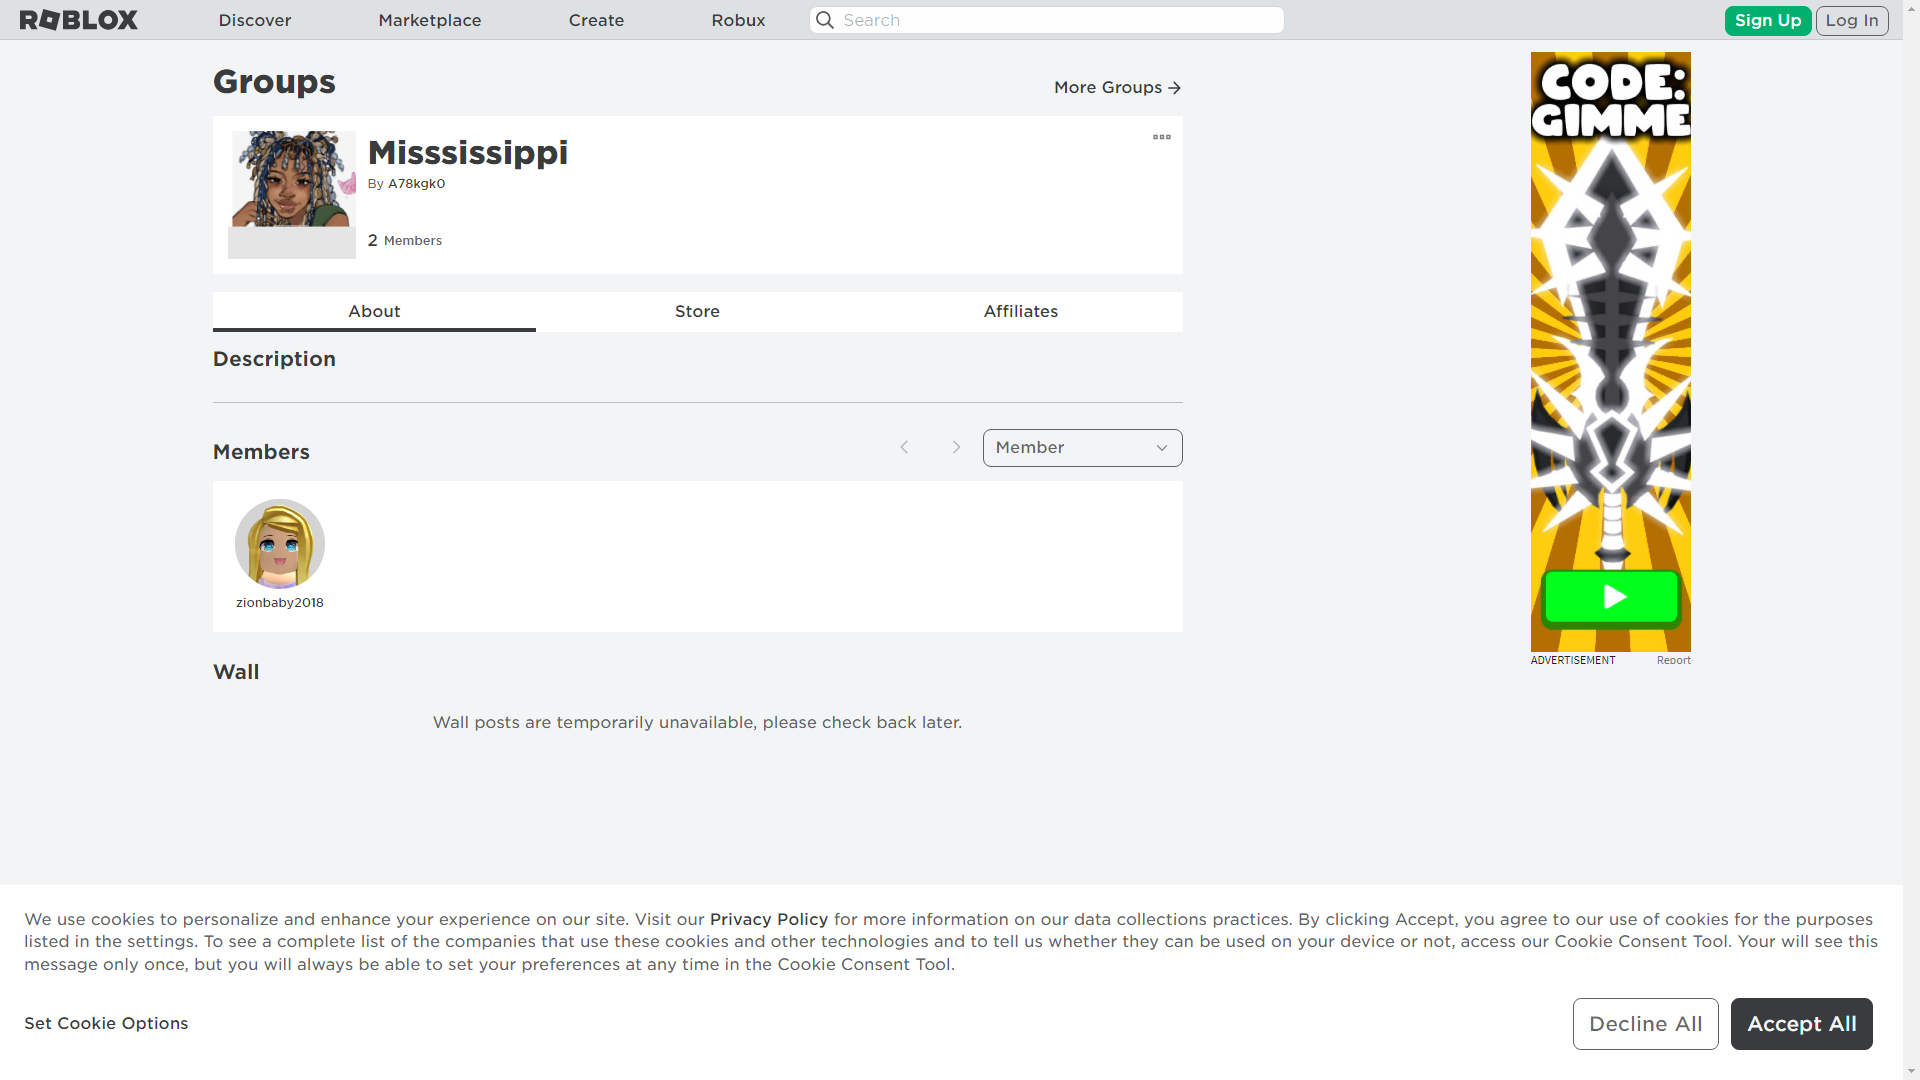 ROBLOX
Discover
Marketplace
Create
Robux
Search
Sign Up
Log In
Groups
More Groups
Misssissippi
By A78kgk0
2 Members
About
Store
Affiliates
Description
Members
Member
zionbaby2018
Wall
Wall posts are temporarily unavailable, please check back later.
CODE:
GIMME
ADVERTISEMENT
Report
We use cookies to personalize and enhance your experience on our site. Visit our Privacy Policy for more information on our data collections practices. By clicking Accept, you agree to our use of cookies for the purposes
listed in the settings. To see a complete list of the companies that use these cookies and other technologies and to tell us whether they can be used on your device or not, access our Cookie Consent Tool. Your will see this
message only once, but you will always be able to set your preferences at any time in the Cookie Consent Tool.
Set Cookie Options
Decline All
Accept All